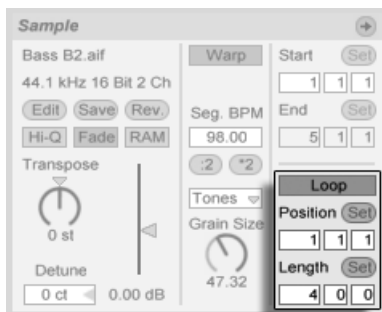 Sample
Bass B2.aif
44.1 kHz 16 Bit 2 Ch
Edit Save Rev.
Hi-Q Fade RAM
Transpose
0 st
Detune
0 ct 0.00 dB
Warp
Seg. BPM
98.00
:2 *2
Tones
Grain Size
47.32
Start Set
1 1 1
End Set
5 1 1
Loop
Position Set
1 1 1
Length Set
4 0 0